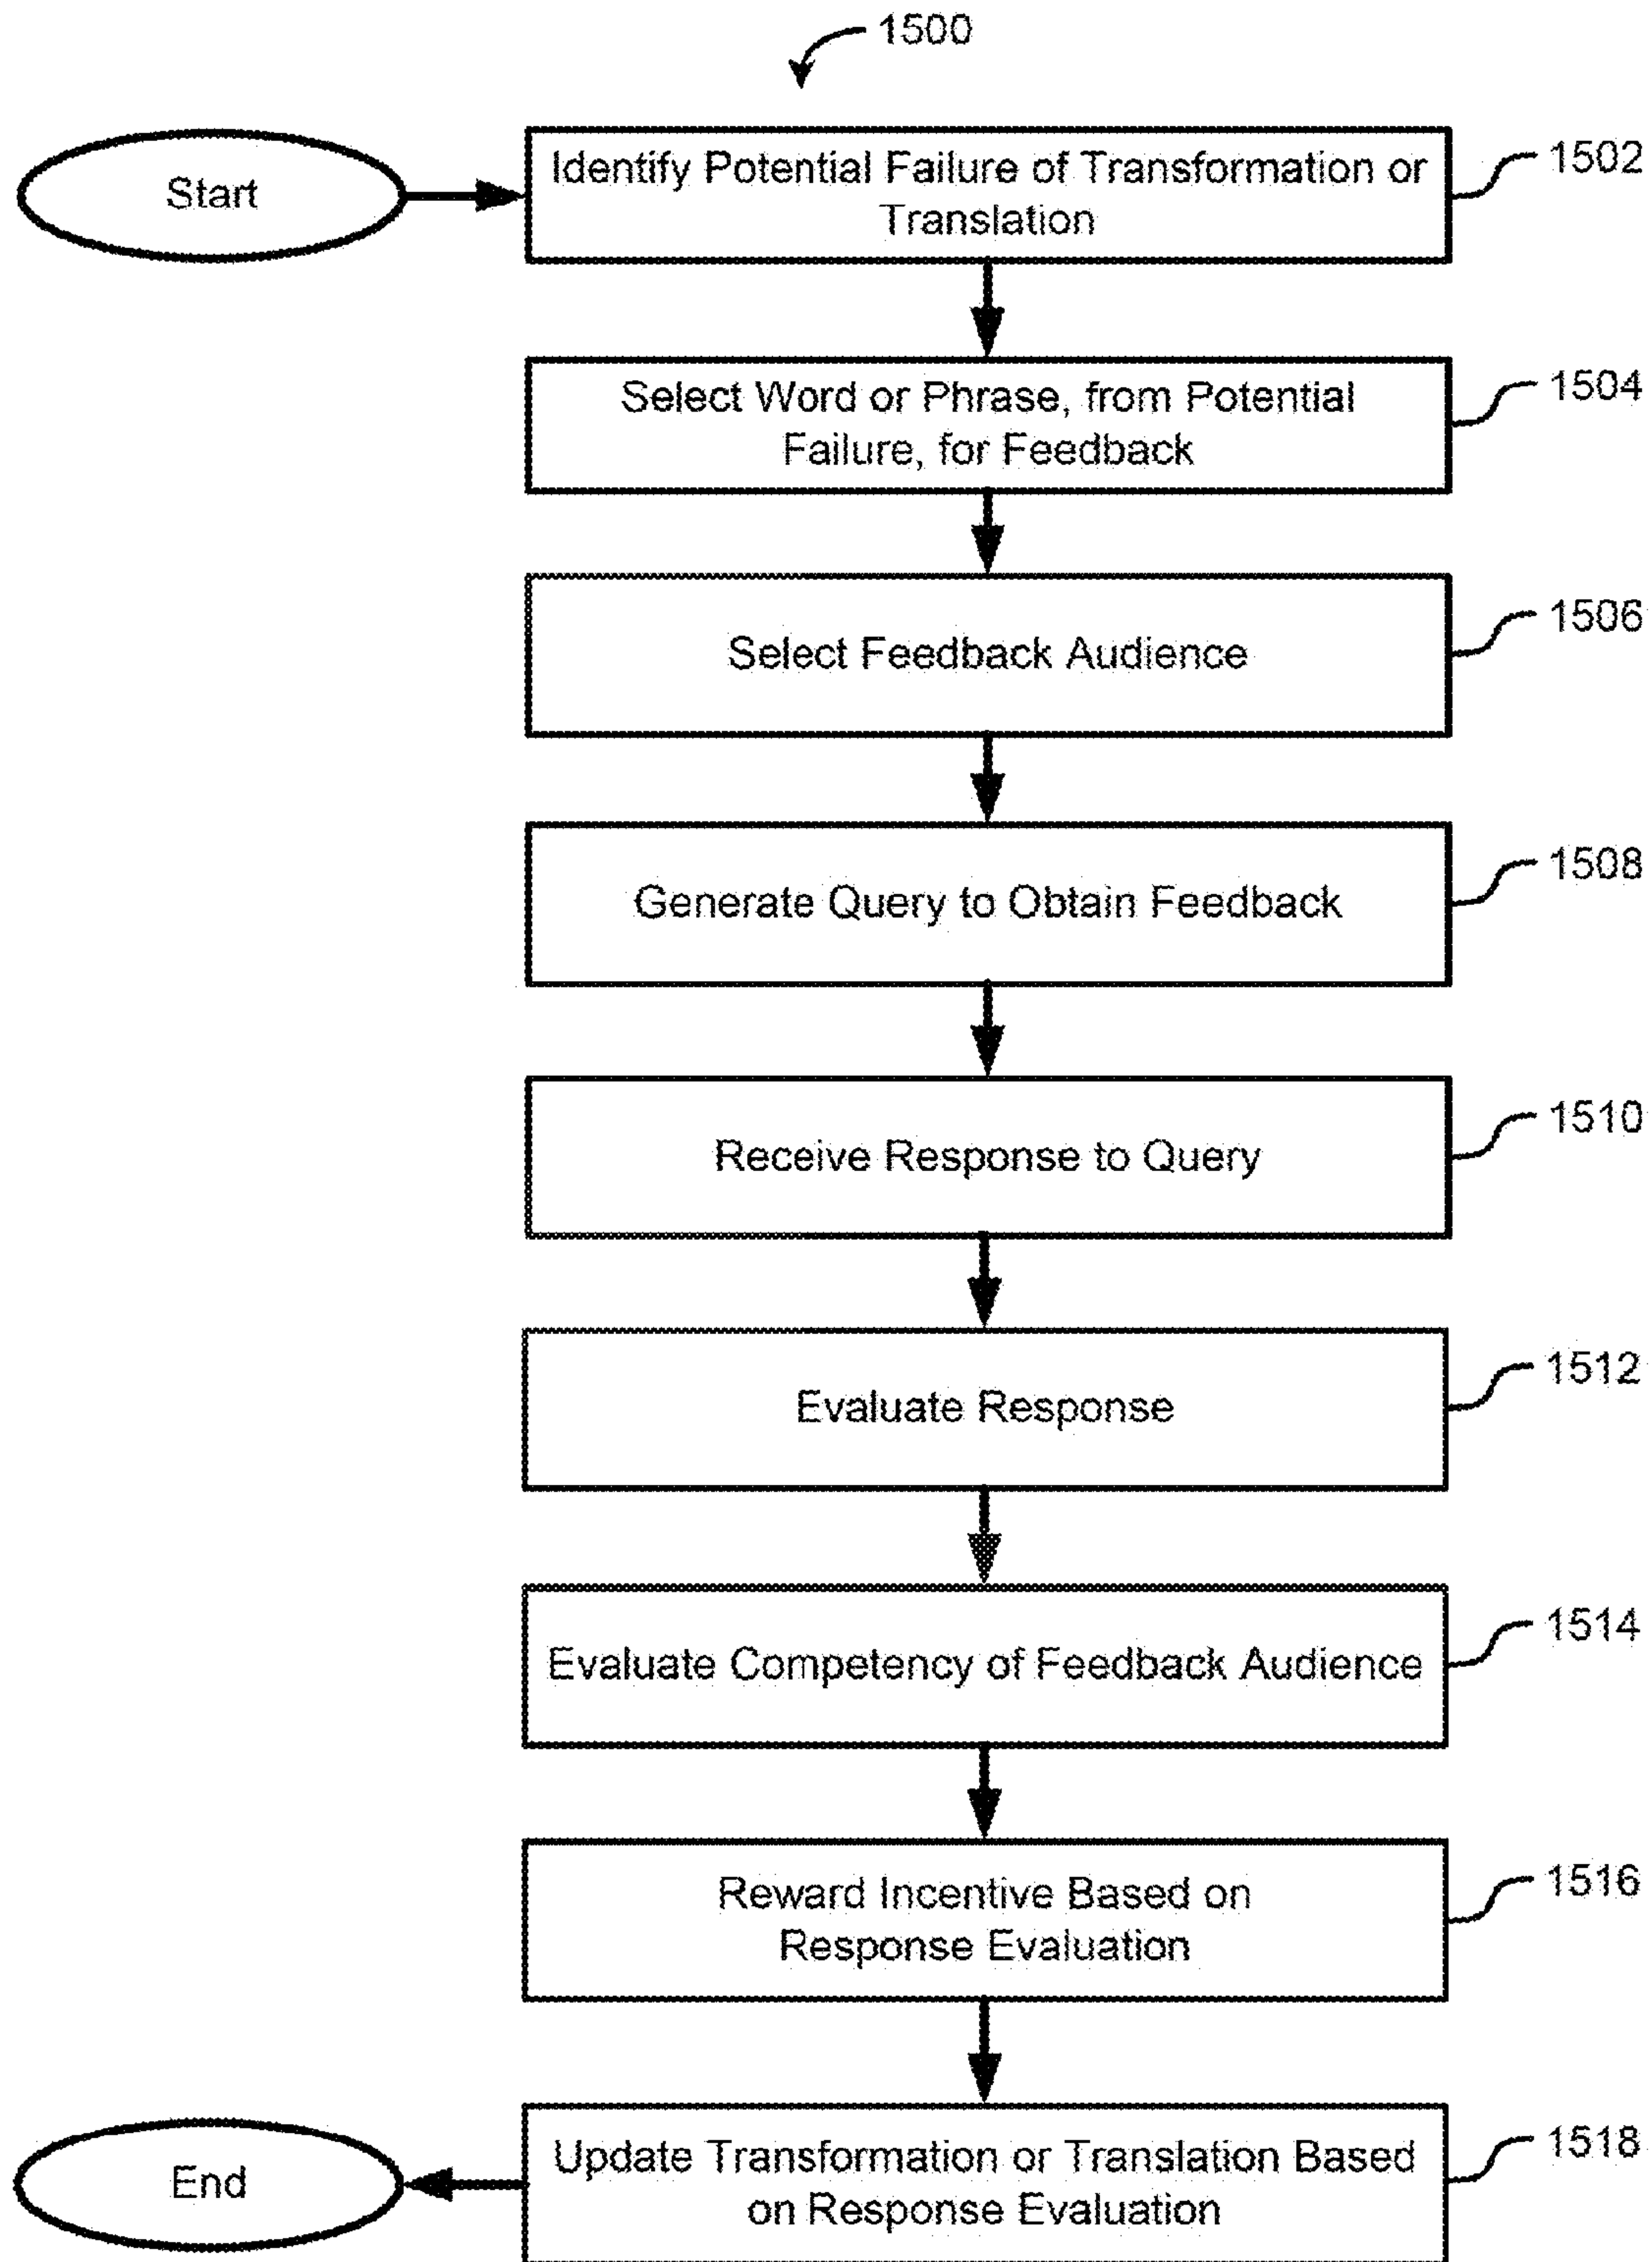 1500
Start
Identify Potential Failure of Transformation or
Translation
1502
Select Word or Phrase, from Potential
Failure, for Feedback
1504
Select Feedback Audience
1506
Generate Query to Obtain Feedback
1508
Receive Response to Query
1510
Evaluate Response
1512
Evaluate Competency of Feedback Audience
1514
Reward Incentive Based on
Response Evaluation
1516
Update Transformation or Translation Based
on Response Evaluation
1518
End